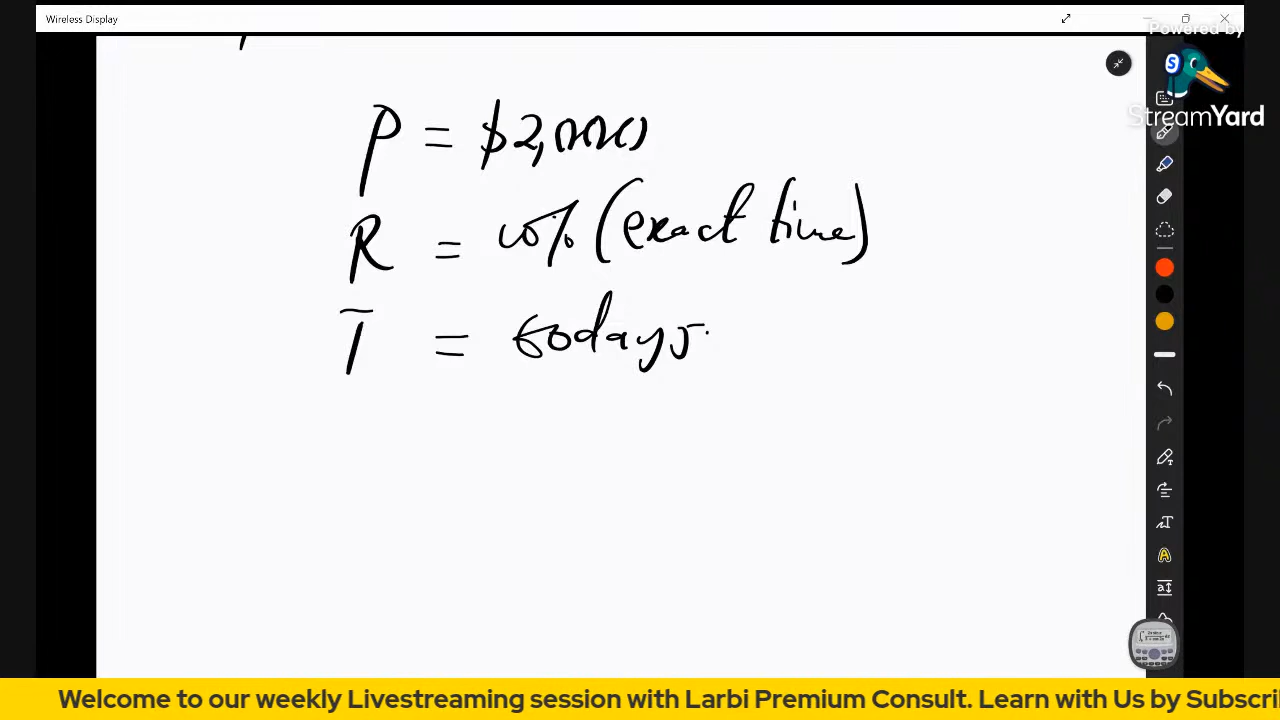 Wireless Display
Powered by
StreamYard
P = $2,000
R = 10% (exact time)
T = 60days.
Welcome to our weekly Livestreaming session with Larbi Premium Consult. Learn with Us by Subscri